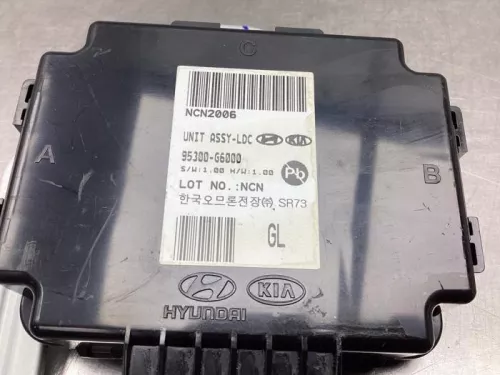 C
NCN2006
UNIT ASSY-LDC KIA
95300-G6000
S/W:1.00 H/W:1.00 Pb
LOT NO.:NCN
한국오므론전장㈜ SR73
GL
A
B
HYUNDAI KIA